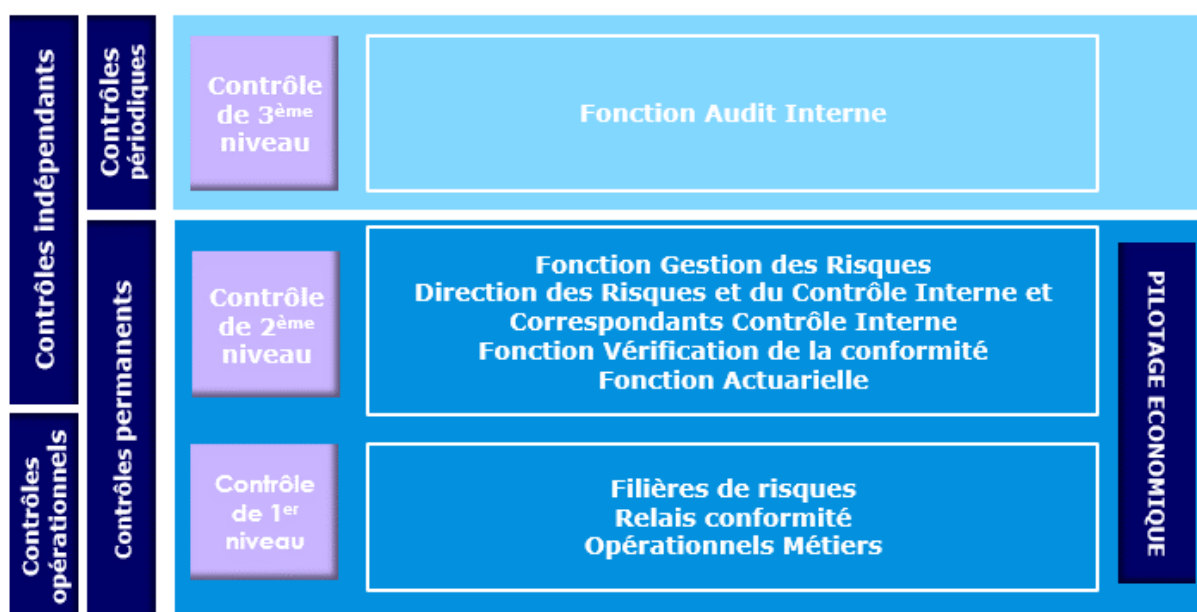 Contrôles indépendants
Contrôles
périodiques
Contrôle
de 3ème
niveau
Fonction Audit Interne
Contrôles permanents
Contrôle
de 2ème
niveau
Fonction Gestion des Risques
Direction des Risques et du Contrôle Interne et
Correspondants Contrôle Interne
Fonction Vérification de la conformité
Fonction Actuarielle
PILOTAGE ECONOMIQUE
Contrôles
opérationnels
Contrôle
de 1er
niveau
Filières de risques
Relais conformité
Opérationnels Métiers